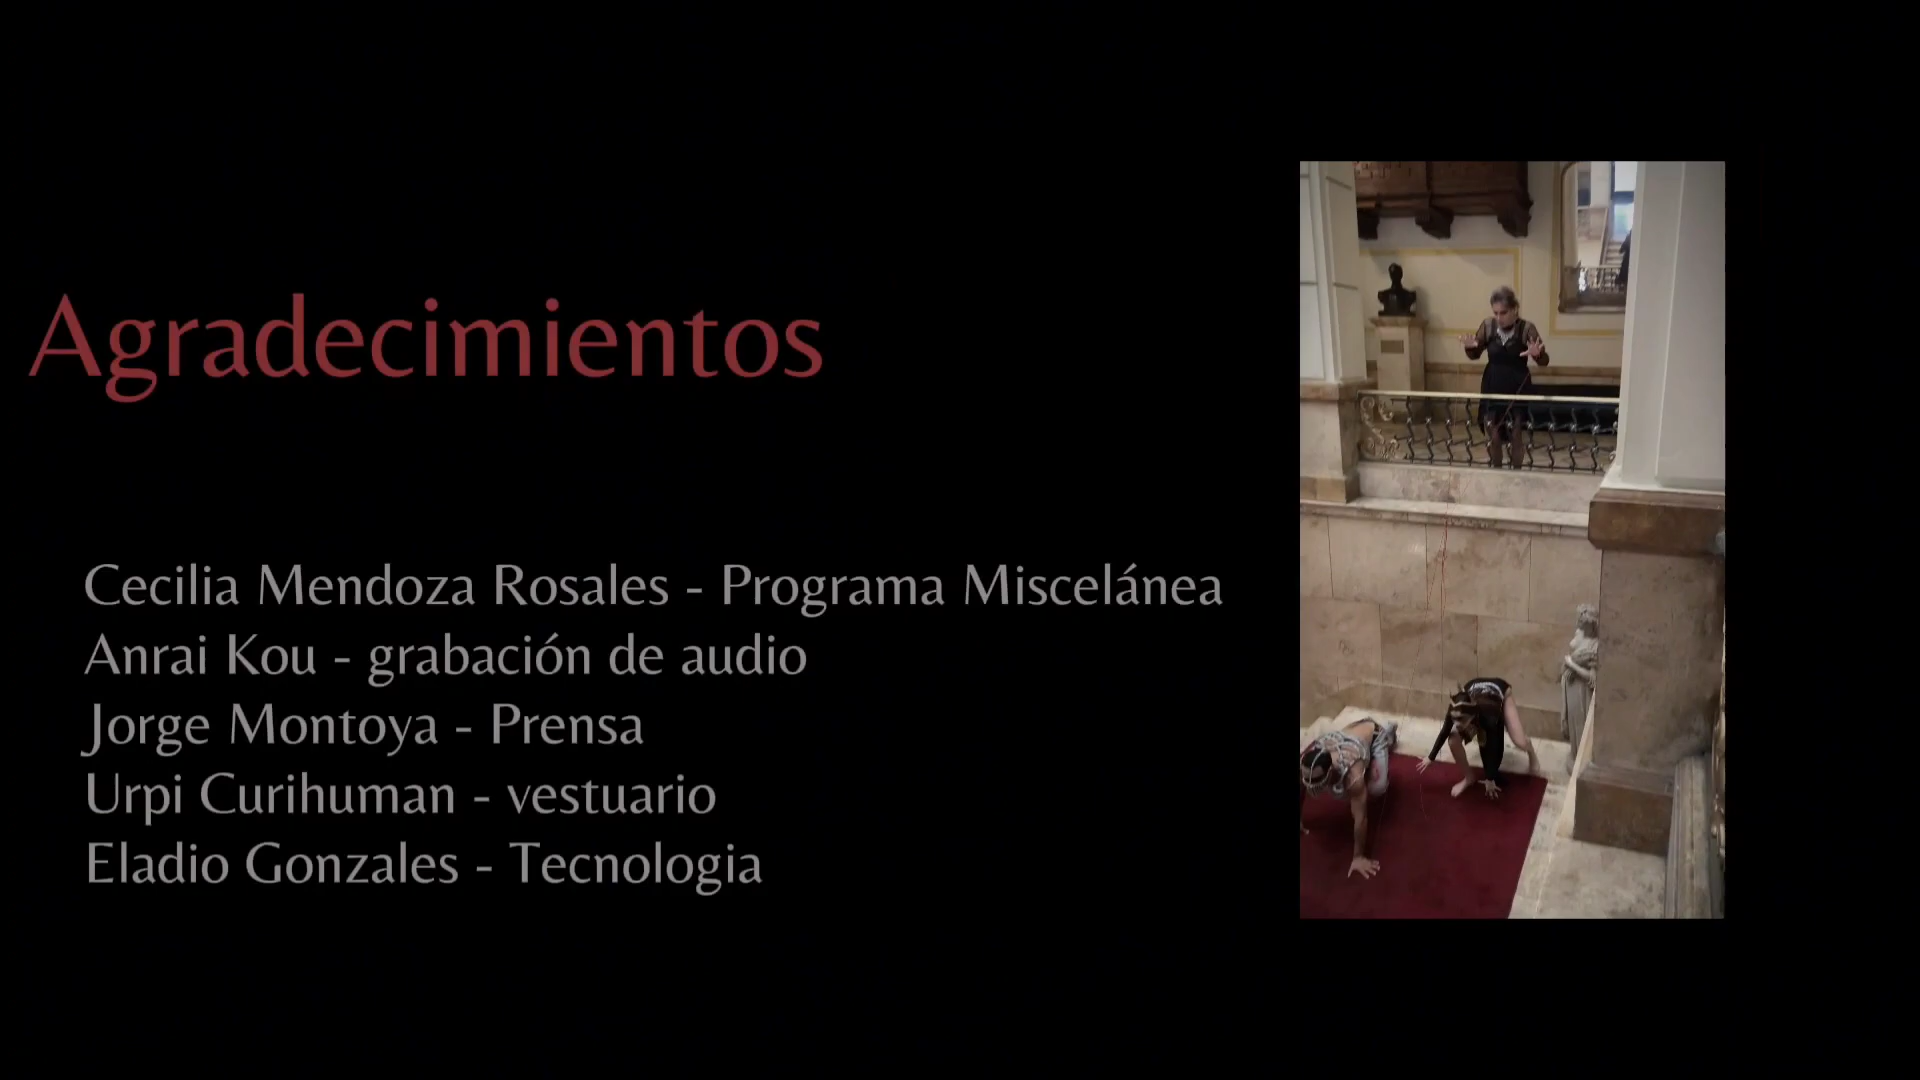 Agradecimientos
Cecilia Mendoza Rosales - Programa Miscelánea
Anrai Kou - grabación de audio
Jorge Montoya - Prensa
Urpi Curihuman - vestuario
Eladio Gonzales - Tecnologia